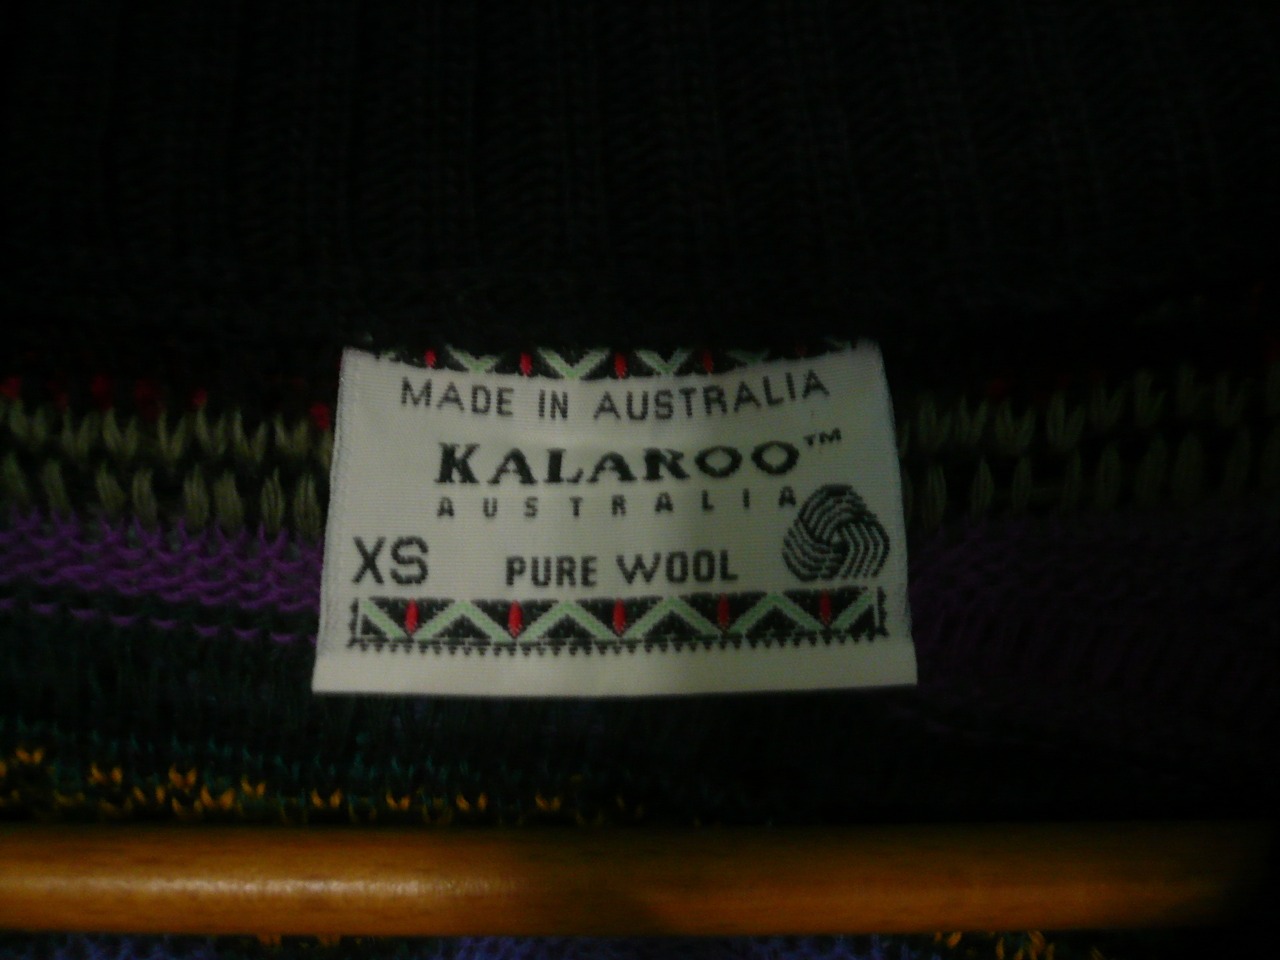 MADE IN AUSTRALIA
KALAROO™
AUSTRALIA
XS PURE WOOL